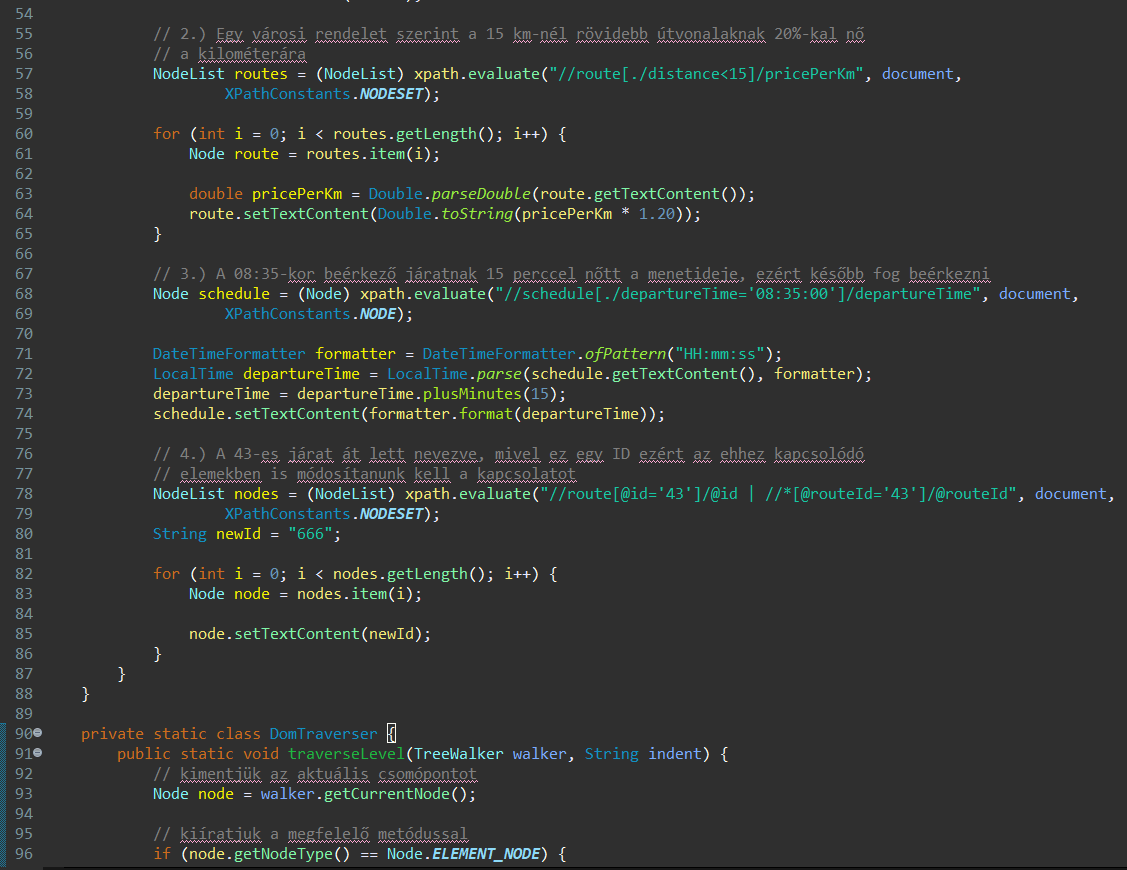 54
55 // 2.) Egy városi rendelet szerint a 15 km-nél rövidebb útvonalaknak 20%-kal nő
56 // a kilométerára
57 NodeList routes = (NodeList) xpath.evaluate("//route[./distance<15]/pricePerKm", document,
58 XPathConstants.NODESET);
59
60 for (int i = 0; i < routes.getLength(); i++) {
61 Node route = routes.item(i);
62
63 double pricePerKm = Double.parseDouble(route.getTextContent());
64 route.setTextContent(Double.toString(pricePerKm * 1.20));
65 }
66
67 // 3.) A 08:35-kor beérkező járatnak 15 perccel nőtt a menetideje, ezért később fog beérkezni
68 Node schedule = (Node) xpath.evaluate("//schedule[./departureTime='08:35:00']/departureTime", document,
69 XPathConstants.NODE);
70
71 DateTimeFormatter formatter = DateTimeFormatter.ofPattern("HH:mm:ss");
72 LocalTime departureTime = LocalTime.parse(schedule.getTextContent(), formatter);
73 departureTime = departureTime.plusMinutes(15);
74 schedule.setTextContent(formatter.format(departureTime));
75
76 // 4.) A 43-es járat át lett nevezve, mivel ez egy ID ezért az ehhez kapcsolódó
77 // elemekben is módosítanunk kell a kapcsolatot
78 NodeList nodes = (NodeList) xpath.evaluate("//route[@id='43']/@id | //*[@routeId='43']/@routeId", document,
79 XPathConstants.NODESET);
80 String newId = "666";
81
82 for (int i = 0; i < nodes.getLength(); i++) {
83 Node node = nodes.item(i);
84
85 node.setTextContent(newId);
86 }
87 }
88 }
89
90 private static class DomTraverser {
91 public static void traverseLevel(TreeWalker walker, String indent) {
92 // kimentjük az aktuális csomópontot
93 Node node = walker.getCurrentNode();
94
95 // kiíratjuk a megfelelő metódussal
96 if (node.getNodeType() == Node.ELEMENT_NODE) {